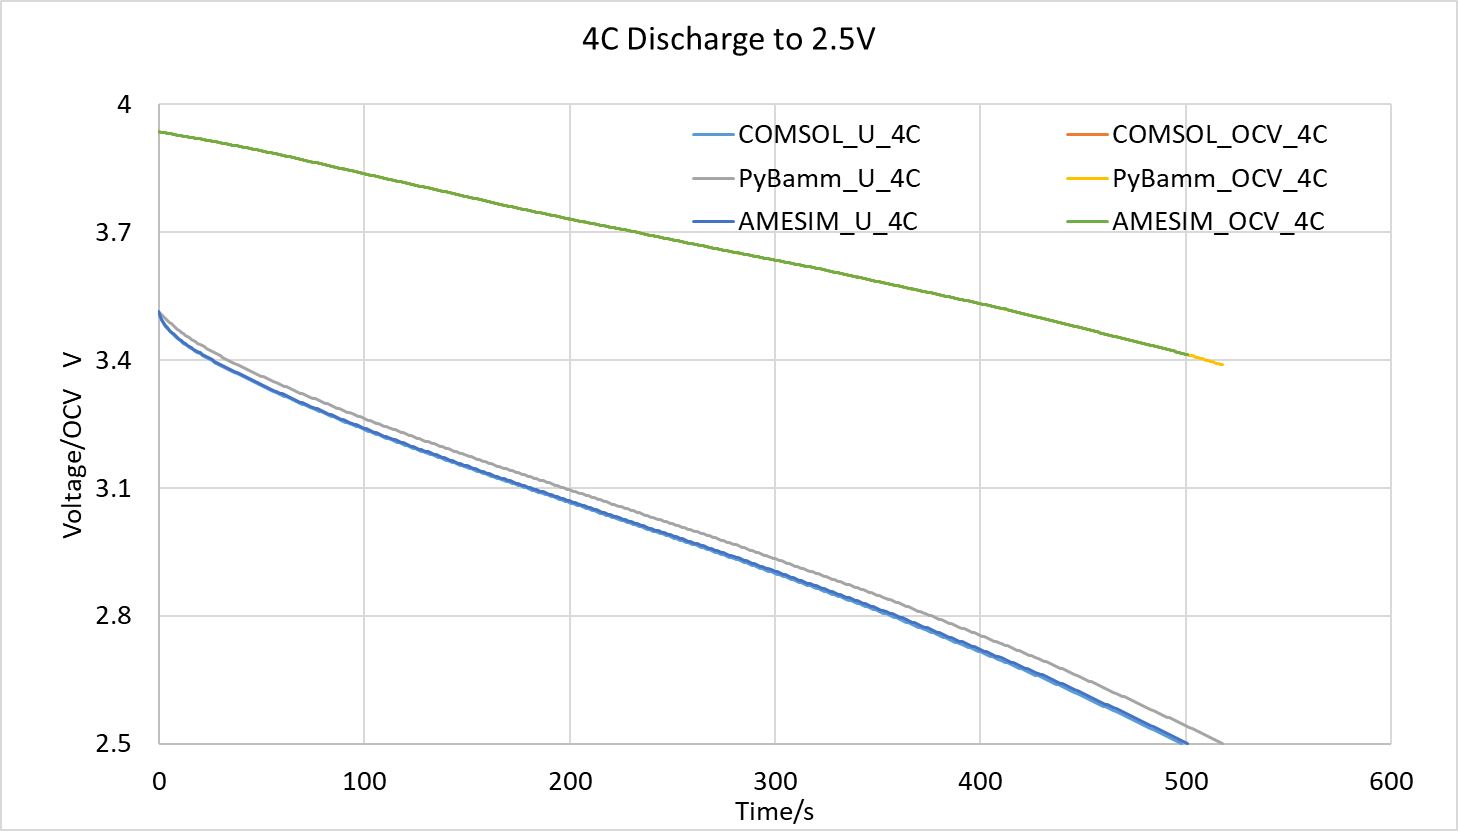 4C Discharge to 2.5V
4
3.7
3.4
3.1
2.8
2.5
Voltage/OCV V
COMSOL_U_4C
COMSOL_OCV_4C
PyBamm_U_4C
PyBamm_OCV_4C
AMESIM_U_4C
AMESIM_OCV_4C
0 100 200 300 400 500 600
Time/s